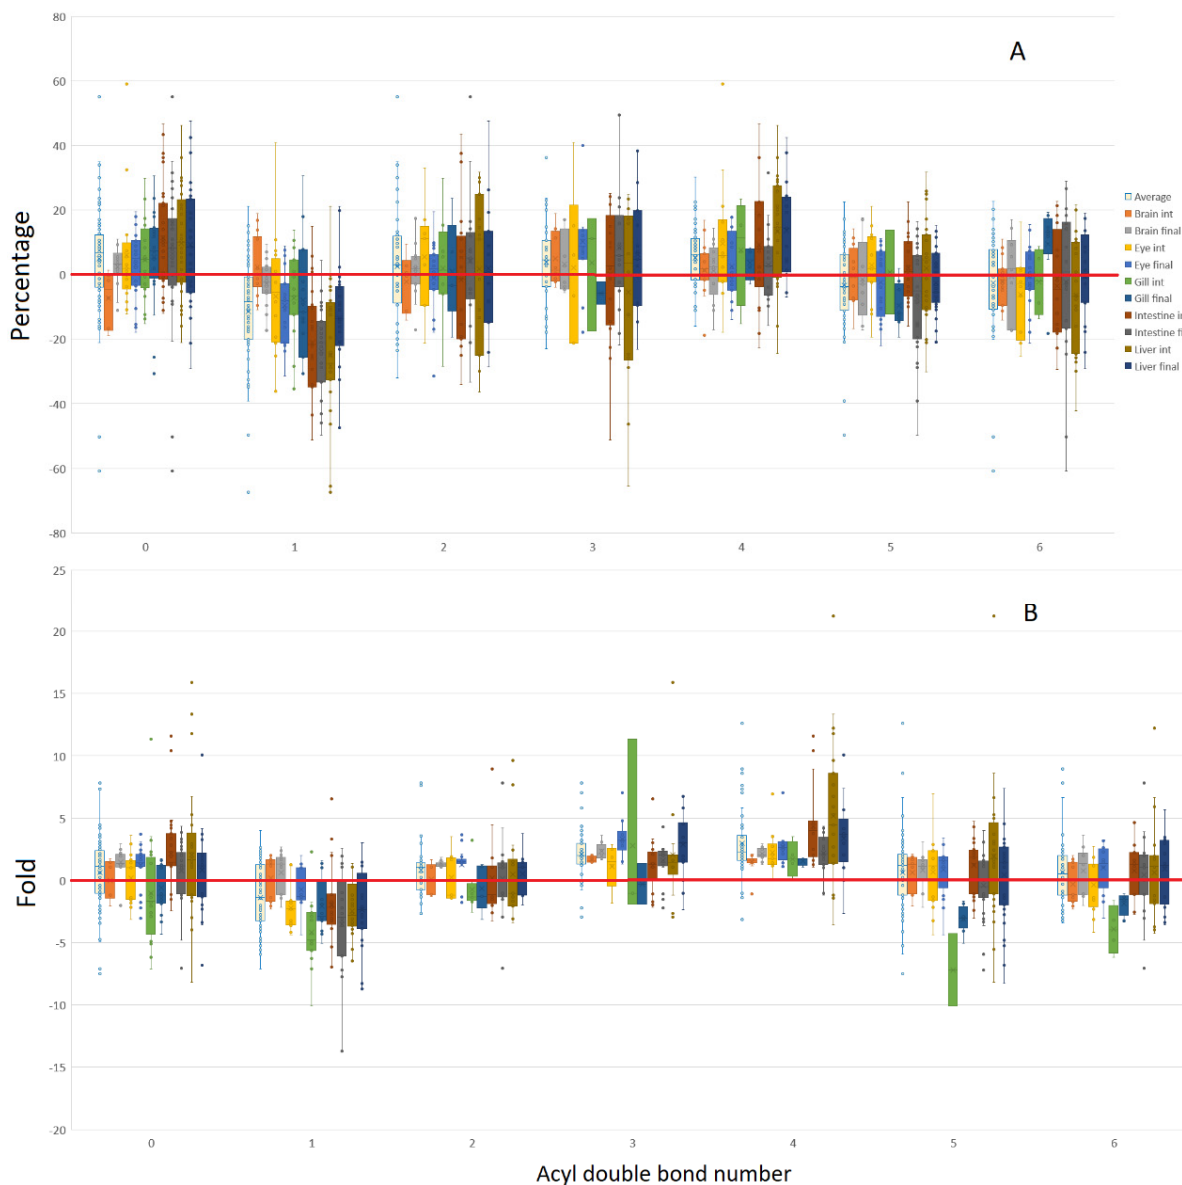 A
Percentage
80
60
40
20
0
-20
-40
-60
-80
0 1 2 3 4 5 6
Average
Brain int
Brain final
Eye int
Eye final
Gill int
Gill final
Intestine in
Intestine fi
Liver int
Liver final
B
Fold
25
20
15
10
5
0
-5
-10
-15
-20
0 1 2 3 4 5 6
Acyl double bond number